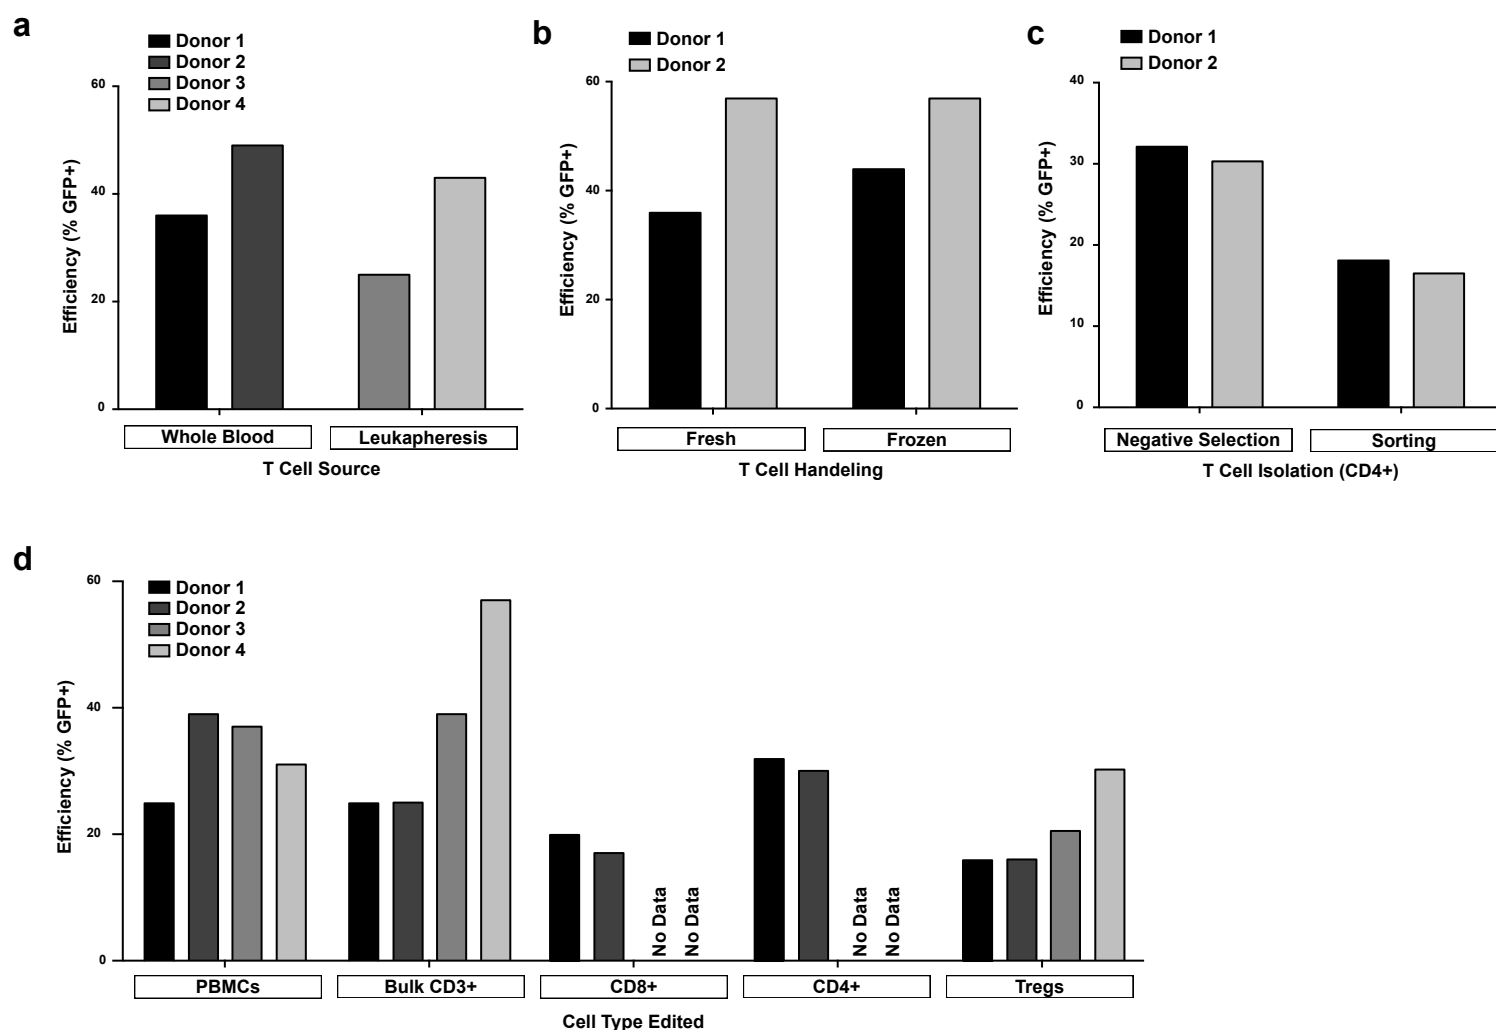 a
Donor 1
Donor 2
Donor 3
Donor 4
60
40
20
0
Efficiency (% GFP+)
Whole Blood
Leukapheresis
T Cell Source
b
Donor 1
Donor 2
60
40
20
0
Efficiency (% GFP+)
Fresh
Frozen
T Cell Handeling
c
Donor 1
Donor 2
40
30
20
10
0
Efficiency (% GFP+)
Negative Selection
Sorting
T Cell Isolation (CD4+)
d
Donor 1
Donor 2
Donor 3
Donor 4
60
40
20
0
Efficiency (% GFP+)
No Data
No Data
No Data
No Data
PBMCs
Bulk CD3+
CD8+
CD4+
Tregs
Cell Type Edited